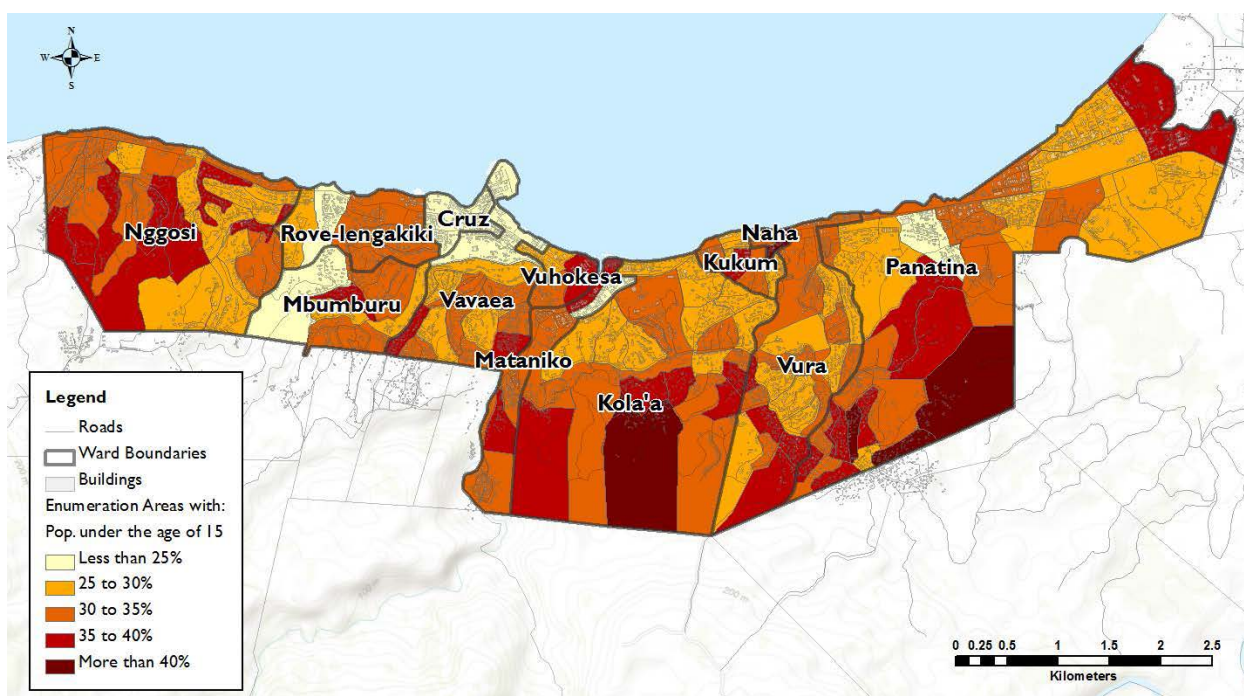 N
W E
S
Nggosi
Rove-lengakiki
Cruz
Mbumburu
Vavaea
Vuhokesa
Mataniko
Kola'a
Naha
Kukum
Panatina
Vura
Legend
Roads
Ward Boundaries
Buildings
Enumeration Areas with:
Pop. under the age of 15
Less than 25%
25 to 30%
30 to 35%
35 to 40%
More than 40%
200 m
0 0.25 0.5 1 1.5 2 2.5
Kilometers